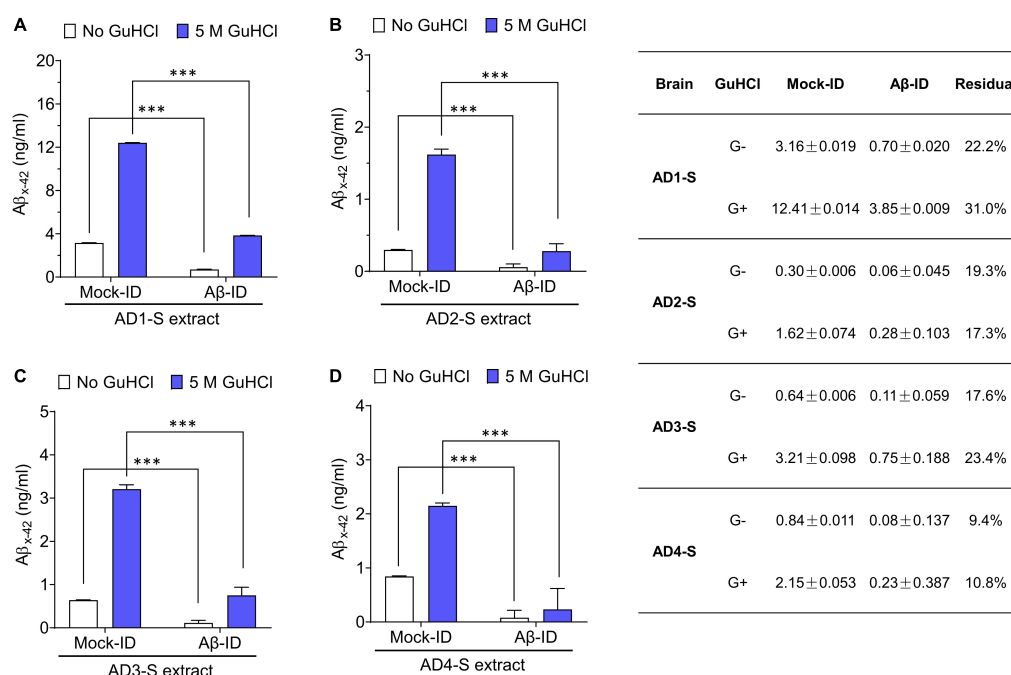 A
No GuHCl
5 M GuHCl
20
16
12
8
4
0
Aβx-42 (ng/ml)
***
***
Mock-ID
Aβ-ID
AD1-S extract
B
No GuHCl
5 M GuHCl
3
2
1
0
Aβx-42 (ng/ml)
***
***
Mock-ID
Aβ-ID
AD2-S extract
C
No GuHCl
5 M GuHCl
5
4
3
2
1
0
Aβx-42 (ng/ml)
***
***
Mock-ID
Aβ-ID
AD3-S extract
D
No GuHCl
5 M GuHCl
4
3
2
1
0
Aβx-42 (ng/ml)
***
***
Mock-ID
Aβ-ID
AD4-S extract
Brain GuHCl Mock-ID Aβ-ID Residua
G- 3.16±0.019 0.70±0.020 22.2%
AD1-S
G+ 12.41±0.014 3.85±0.009 31.0%
G- 0.30±0.006 0.06±0.045 19.3%
AD2-S
G+ 1.62±0.074 0.28±0.103 17.3%
G- 0.64±0.006 0.11±0.059 17.6%
AD3-S
G+ 3.21±0.098 0.75±0.188 23.4%
G- 0.84±0.011 0.08±0.137 9.4%
AD4-S
G+ 2.15±0.053 0.23±0.387 10.8%